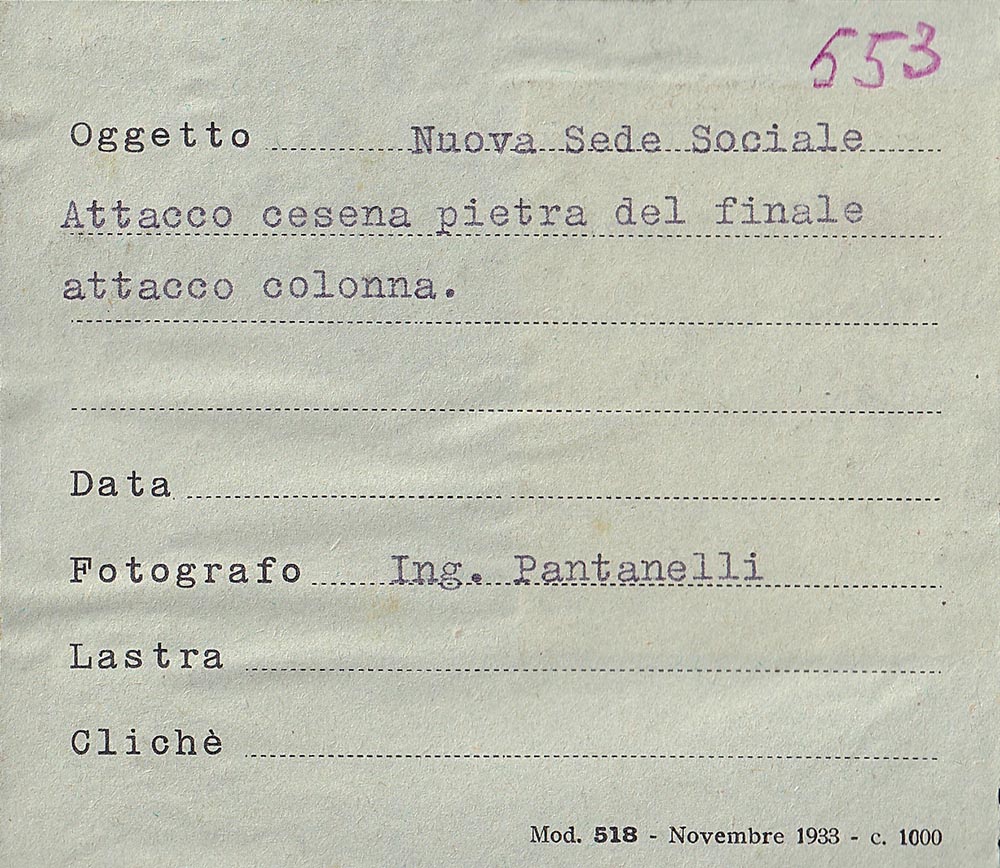 553
Oggetto Nuova Sede Sociale
Attacco cesena pietra del finale
attacco colonna.
Data
Fotografo Ing. Pantanelli
Lastra
Clichè
Mod. 518 - Novembre 1933 - c. 1000